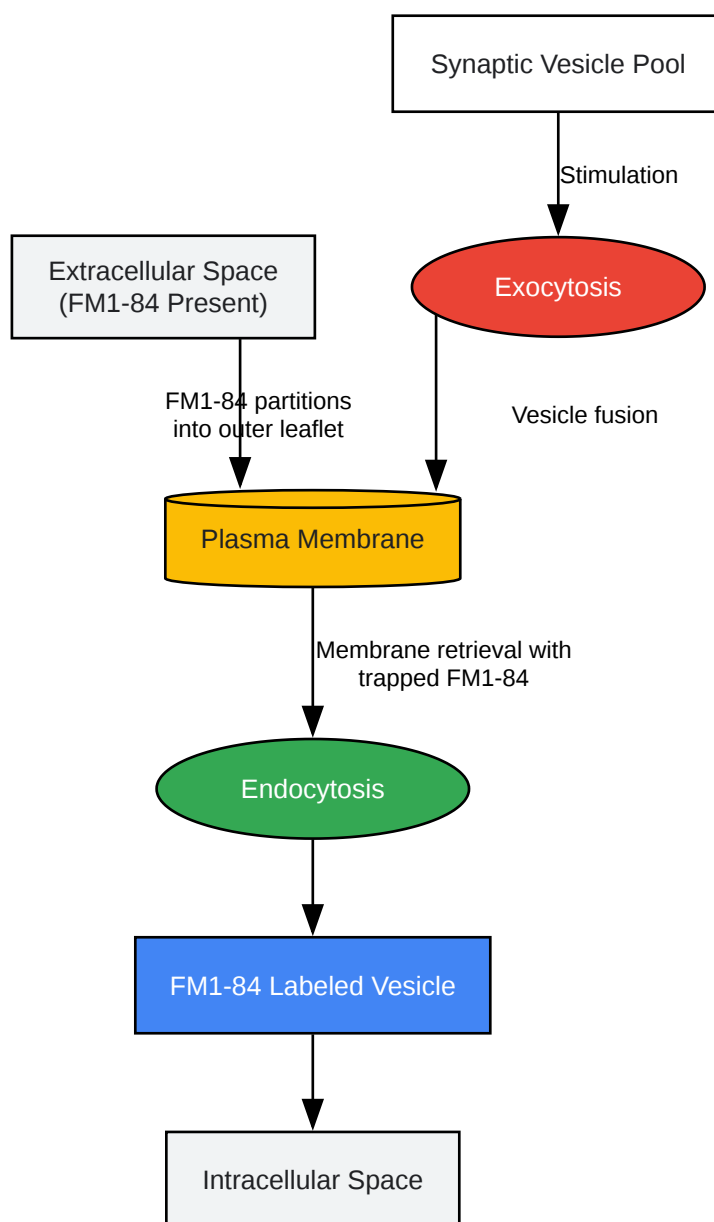 Synaptic Vesicle Pool
Stimulation
Extracellular Space
(FM1-84 Present)
Exocytosis
FM1-84 partitions
into outer leaflet
Vesicle fusion
Plasma Membrane
Membrane retrieval with
trapped FM1-84
Endocytosis
FM1-84 Labeled Vesicle
Intracellular Space